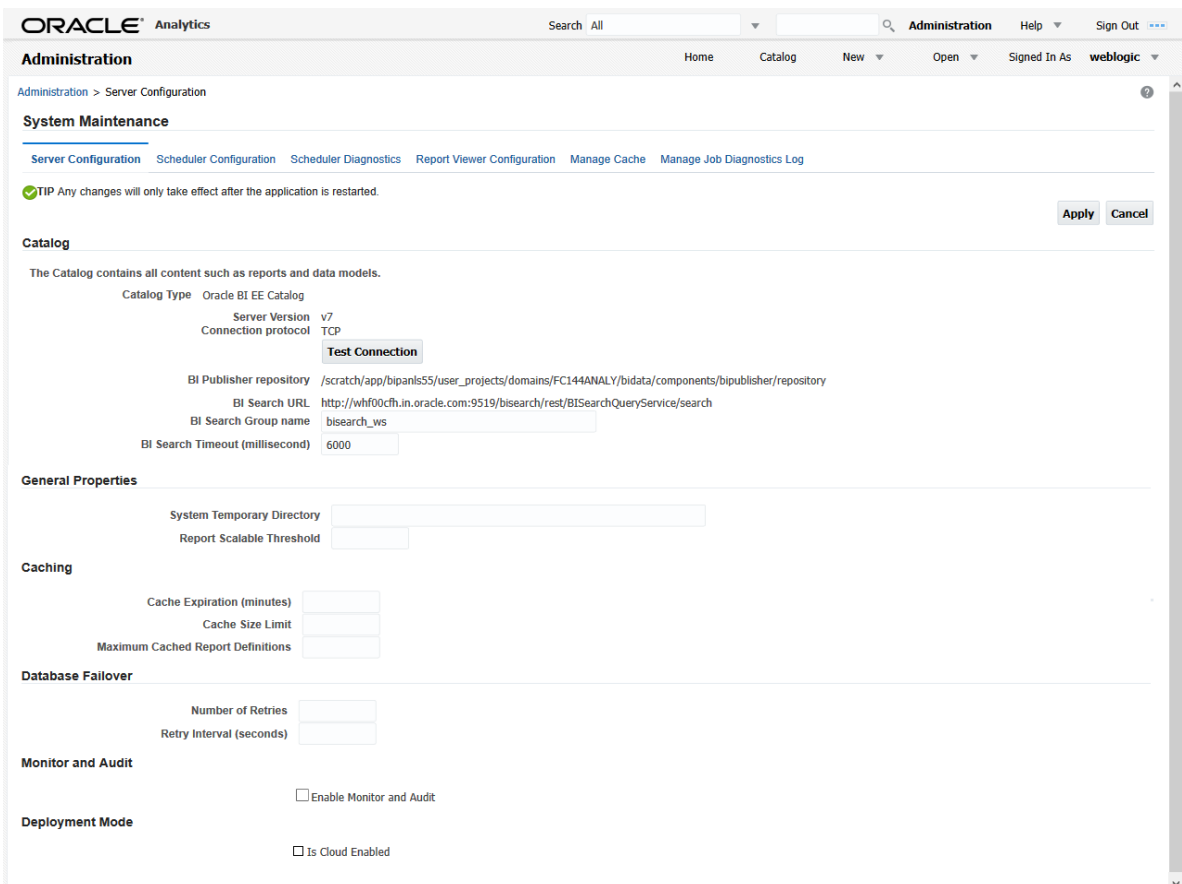 ORACLE® Analytics Search All Administration Help Sign Out
Administration Home Catalog New Open Signed In As weblogic
Administration > Server Configuration
System Maintenance
Server Configuration Scheduler Configuration Scheduler Diagnostics Report Viewer Configuration Manage Cache Manage Job Diagnostics Log
TIP Any changes will only take effect after the application is restarted.
Apply Cancel
Catalog
The Catalog contains all content such as reports and data models.
Catalog Type Oracle BI EE Catalog
Server Version v7
Connection protocol TCP
Test Connection
BI Publisher repository /scratch/app/bipanls55/user_projects/domains/FC144ANALY/bidata/components/bipublisher/repository
BI Search URL http://whf00cfh.in.oracle.com:9519/bisearch/rest/BISearchQueryService/search
BI Search Group name bisearch_ws
BI Search Timeout (millisecond) 6000
General Properties
System Temporary Directory
Report Scalable Threshold
Caching
Cache Expiration (minutes)
Cache Size Limit
Maximum Cached Report Definitions
Database Failover
Number of Retries
Retry Interval (seconds)
Monitor and Audit
Enable Monitor and Audit
Deployment Mode
Is Cloud Enabled